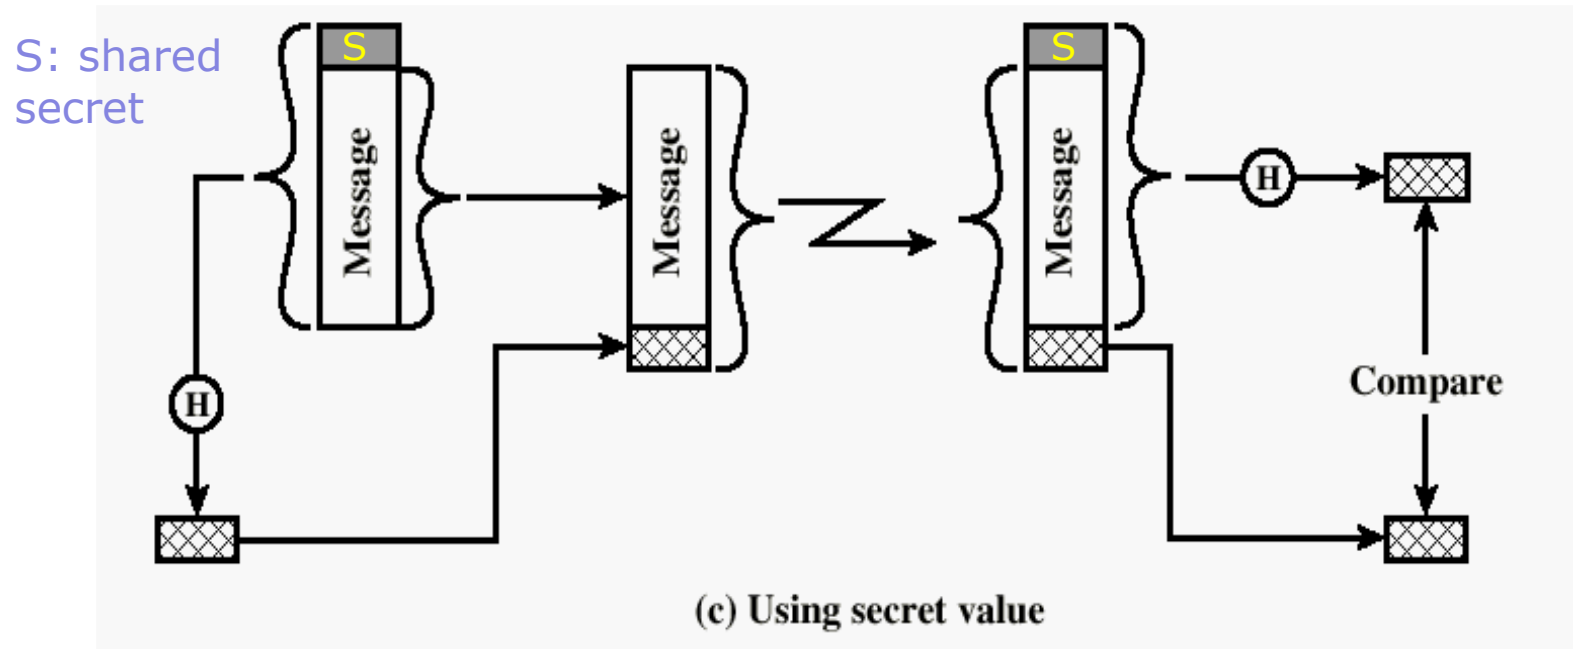 S: shared
secret
S
Message
H
Message
S
Message
H
Compare
(c) Using secret value